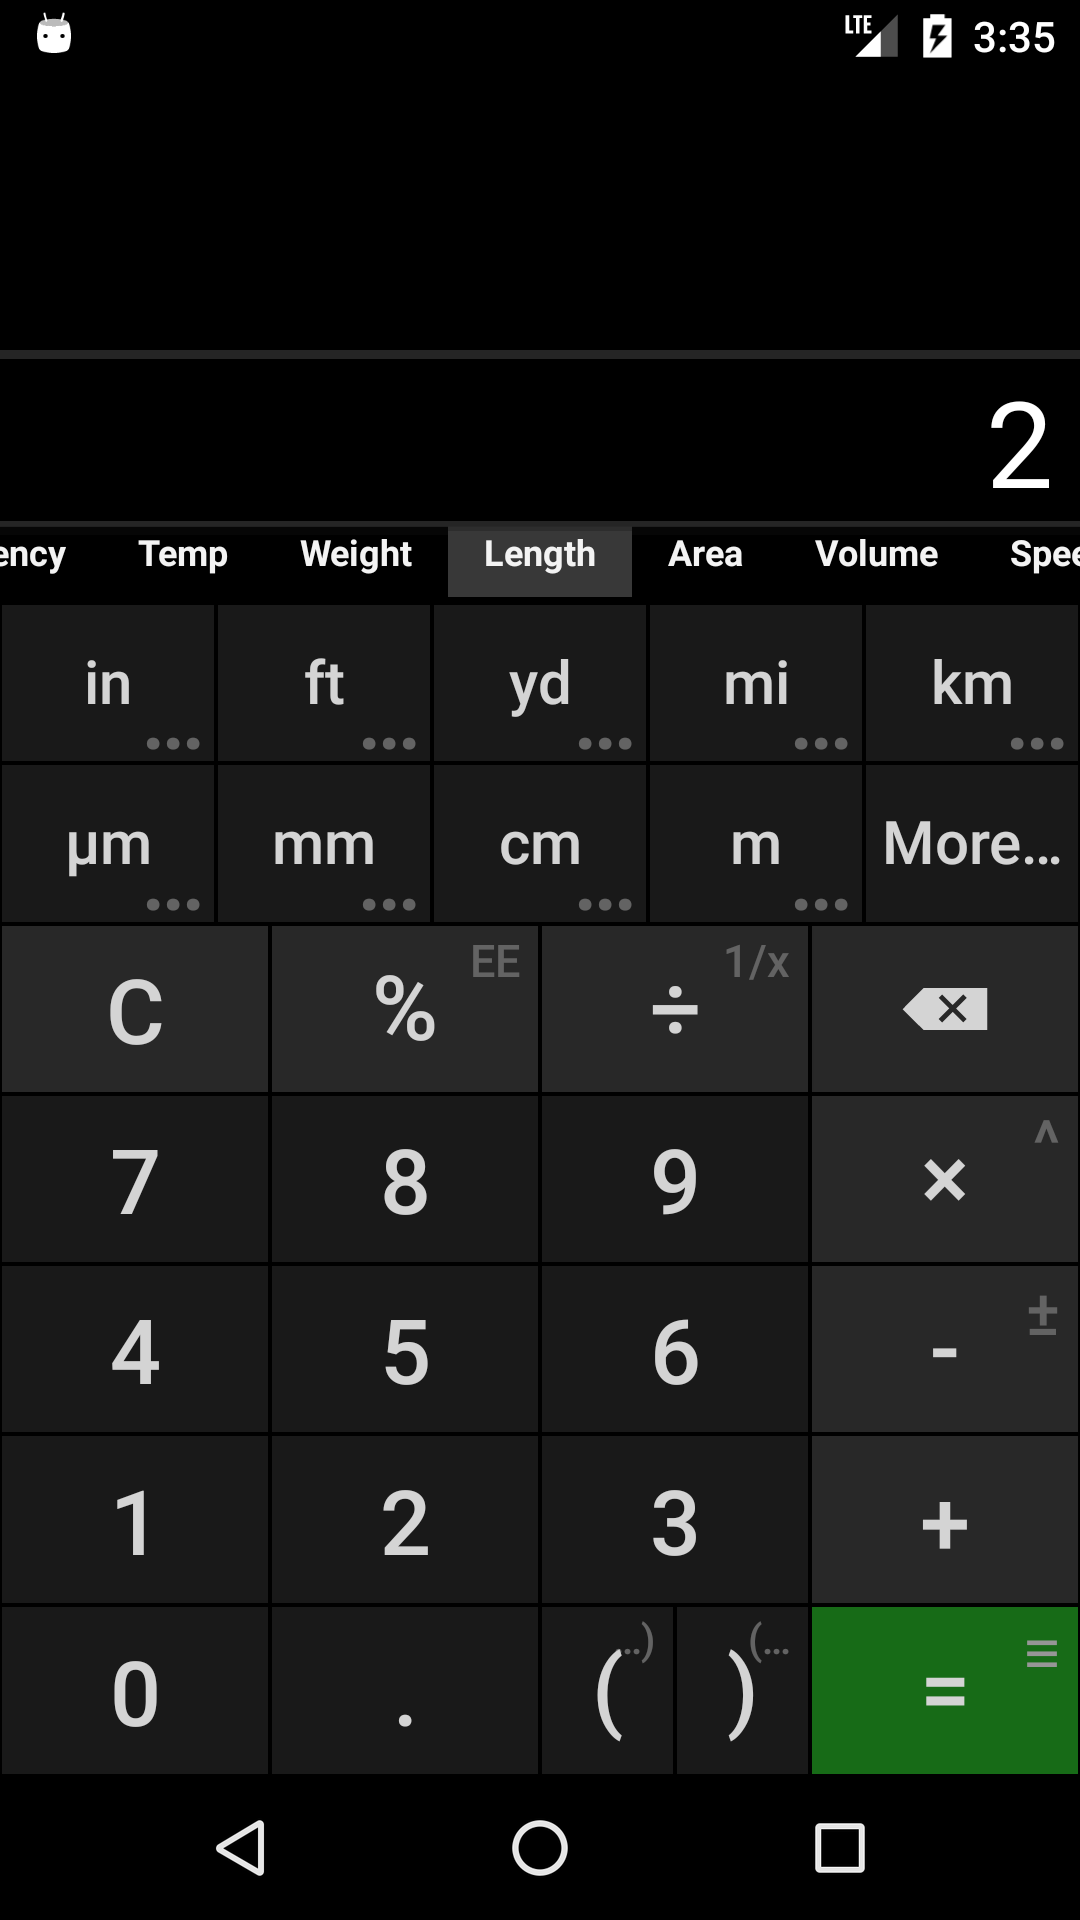 LTE 3:35
2
ency Temp Weight Length Area Volume Spee
in ft yd mi km
µm mm cm m More...
C % EE ÷ 1/x
7 8 9 × ^
4 5 6 - ±
1 2 3 +
0 . ( ..) ) (... =